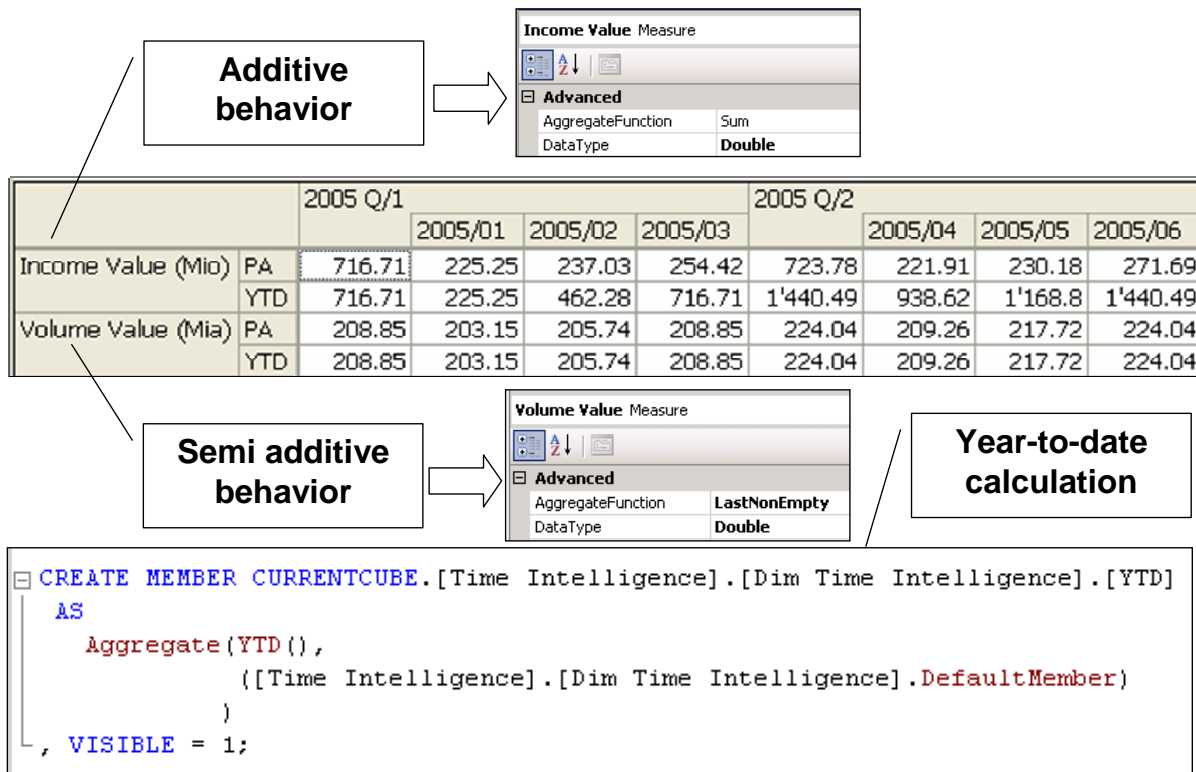 Income Value Measure
Additive
behavior
Advanced
AggregateFunction Sum
DataType Double
2005 Q/1 2005 Q/2
2005/01 2005/02 2005/03 2005/04 2005/05 2005/06
Income Value (Mio) PA 716.71 225.25 237.03 254.42 723.78 221.91 230.18 271.69
YTD 716.71 225.25 462.28 716.71 1'440.49 938.62 1'168.8 1'440.49
Volume Value (Mia) PA 208.85 203.15 205.74 208.85 224.04 209.26 217.72 224.04
YTD 208.85 203.15 205.74 208.85 224.04 209.26 217.72 224.04
Volume Value Measure
Semi additive
behavior
Advanced
AggregateFunction LastNonEmpty
DataType Double
Year-to-date
calculation
CREATE MEMBER CURRENTCUBE.[Time Intelligence].[Dim Time Intelligence].[YTD]
AS
Aggregate(YTD(),
([Time Intelligence].[Dim Time Intelligence].DefaultMember)
)
, VISIBLE = 1;